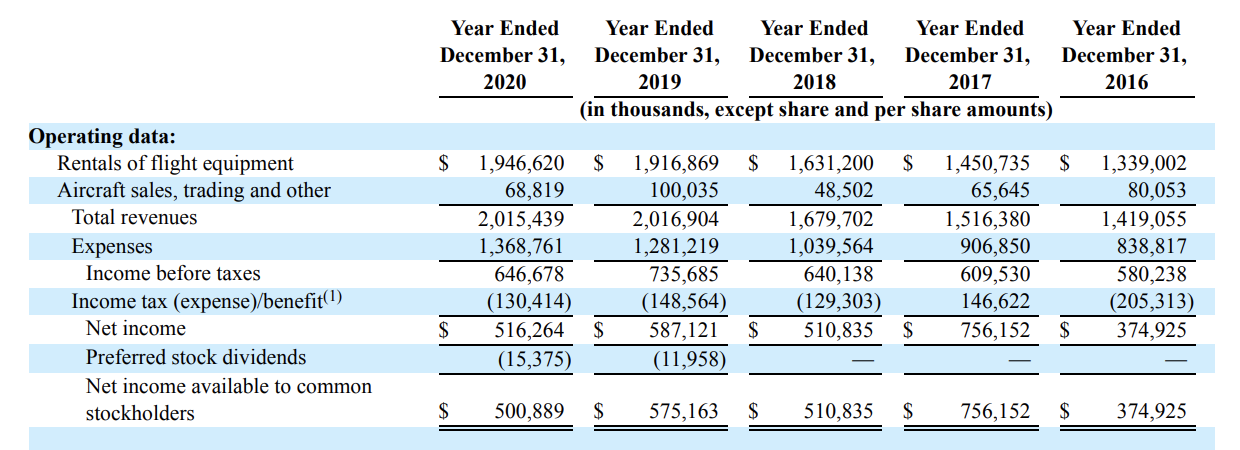 Year Ended Year Ended Year Ended Year Ended Year Ended
December 31, December 31, December 31, December 31, December 31,
2020 2019 2018 2017 2016
(in thousands, except share and per share amounts)
Operating data:
Rentals of flight equipment $ 1,946,620 $ 1,916,869 $ 1,631,200 $ 1,450,735 $ 1,339,002
Aircraft sales, trading and other 68,819 100,035 48,502 65,645 80,053
Total revenues 2,015,439 2,016,904 1,679,702 1,516,380 1,419,055
Expenses 1,368,761 1,281,219 1,039,564 906,850 838,817
Income before taxes 646,678 735,685 640,138 609,530 580,238
Income tax (expense)/benefit(1) (130,414) (148,564) (129,303) 146,622 (205,313)
Net income $ 516,264 $ 587,121 $ 510,835 $ 756,152 $ 374,925
Preferred stock dividends (15,375) (11,958) — — —
Net income available to common
stockholders $ 500,889 $ 575,163 $ 510,835 $ 756,152 $ 374,925